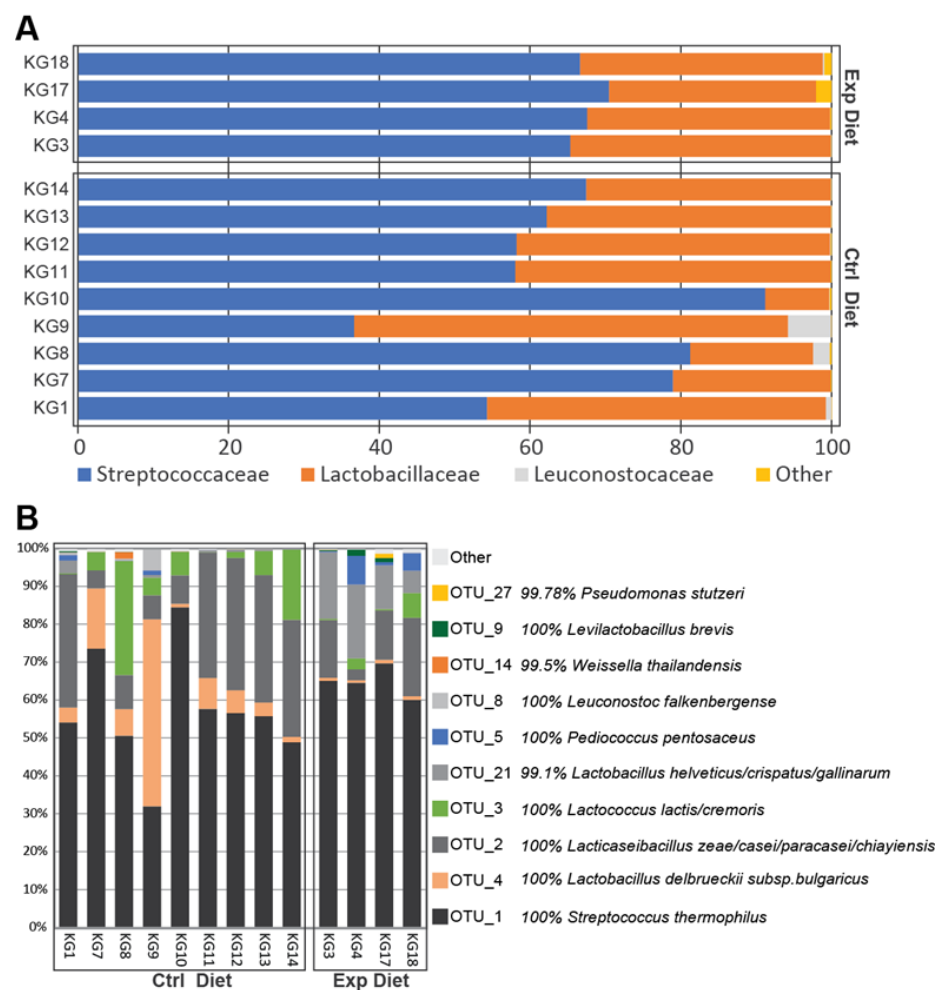 A
KG18
KG17
KG4
KG3
Exp Diet
KG14
KG13
KG12
KG11
KG10
KG9
KG8
KG7
KG1
Ctrl Diet
0 20 40 60 80 100
Streptococcaceae Lactobacillaceae Leuconostocaceae Other
B
100%
90%
80%
70%
60%
50%
40%
30%
20%
10%
0%
KG1 KG7 KG8 KG9 KG10 KG11 KG12 KG13 KG14 KG3 KG4 KG17 KG18
Ctrl Diet Exp Diet
Other
OTU_27 99.78% Pseudomonas stutzeri
OTU_9 100% Levilactobacillus brevis
OTU_14 99.5% Weissella thailandensis
OTU_8 100% Leuconostoc falkenbergense
OTU_5 100% Pediococcus pentosaceus
OTU_21 99.1% Lactobacillus helveticus/crispatus/gallinarum
OTU_3 100% Lactococcus lactis/cremoris
OTU_2 100% Lacticaseibacillus zeae/casei/paracasei/chiayiensis
OTU_4 100% Lactobacillus delbrueckii subsp.bulgaricus
OTU_1 100% Streptococcus thermophilus